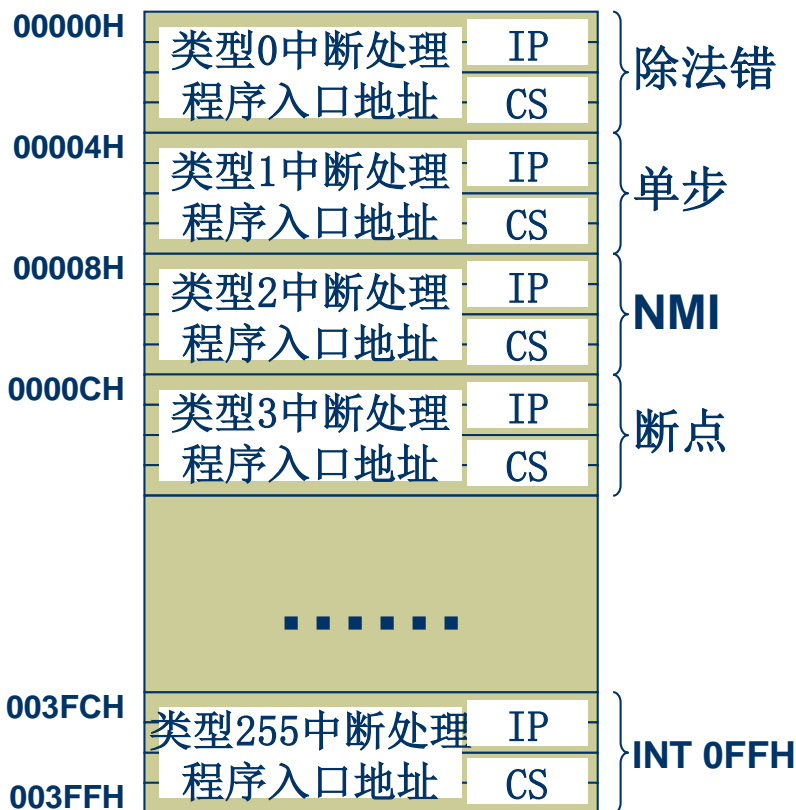 00000H
类型0中断处理 IP
程序入口地址 CS
除法错
00004H
类型1中断处理 IP
程序入口地址 CS
单步
00008H
类型2中断处理 IP
程序入口地址 CS
NMI
0000CH
类型3中断处理 IP
程序入口地址 CS
断点
......
003FCH
类型255中断处理 IP
程序入口地址 CS
INT 0FFH
003FFH